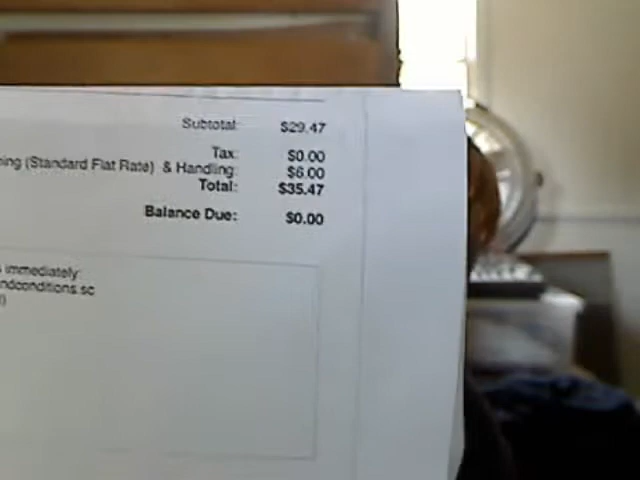 Subtotal: $29.47
Tax: $0.00
ing (Standard Flat Rate) & Handling: $6.00
Total: $35.47
Balance Due: $0.00
immediately
ndconditions.sc